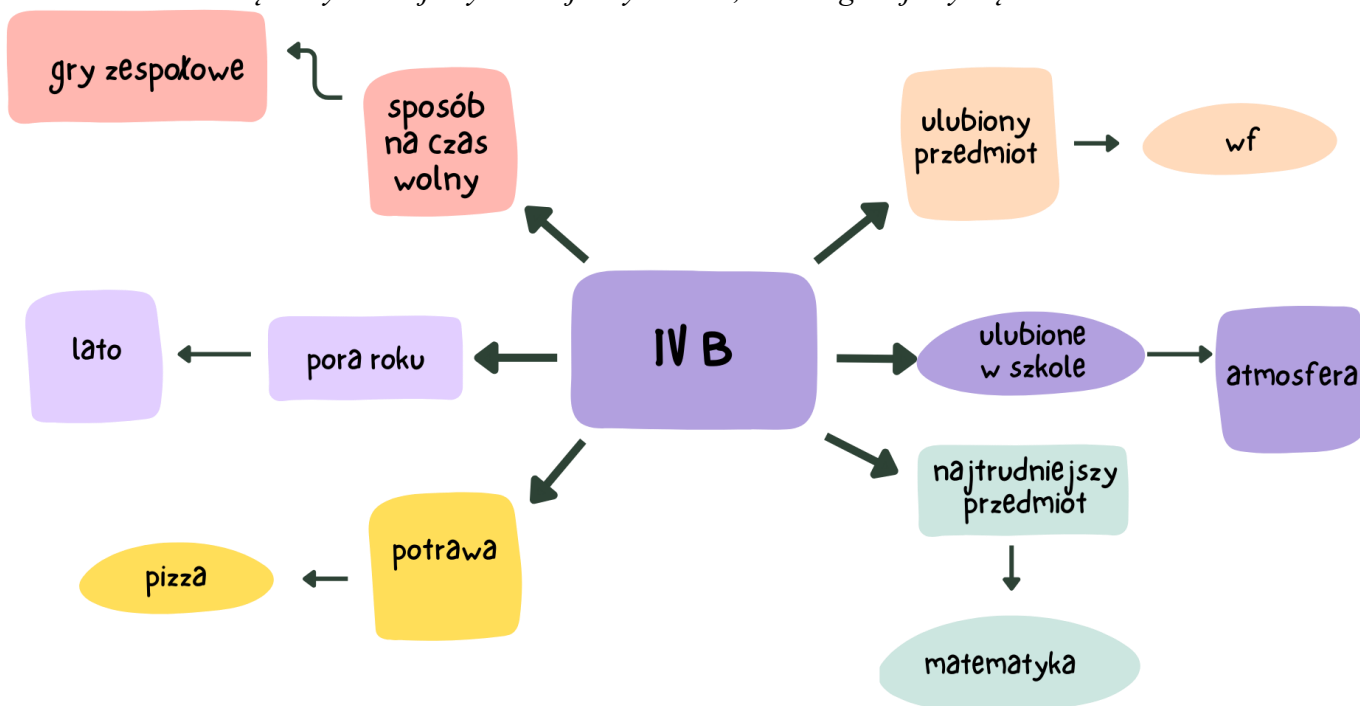 gry zespołowe
sposób
na czas
wolny
ulubiony
przedmiot
wf
IV B
lato
pora roku
ulubione
w szkole
atmosfera
najtrudniejszy
przedmiot
potrawa
pizza
matematyka